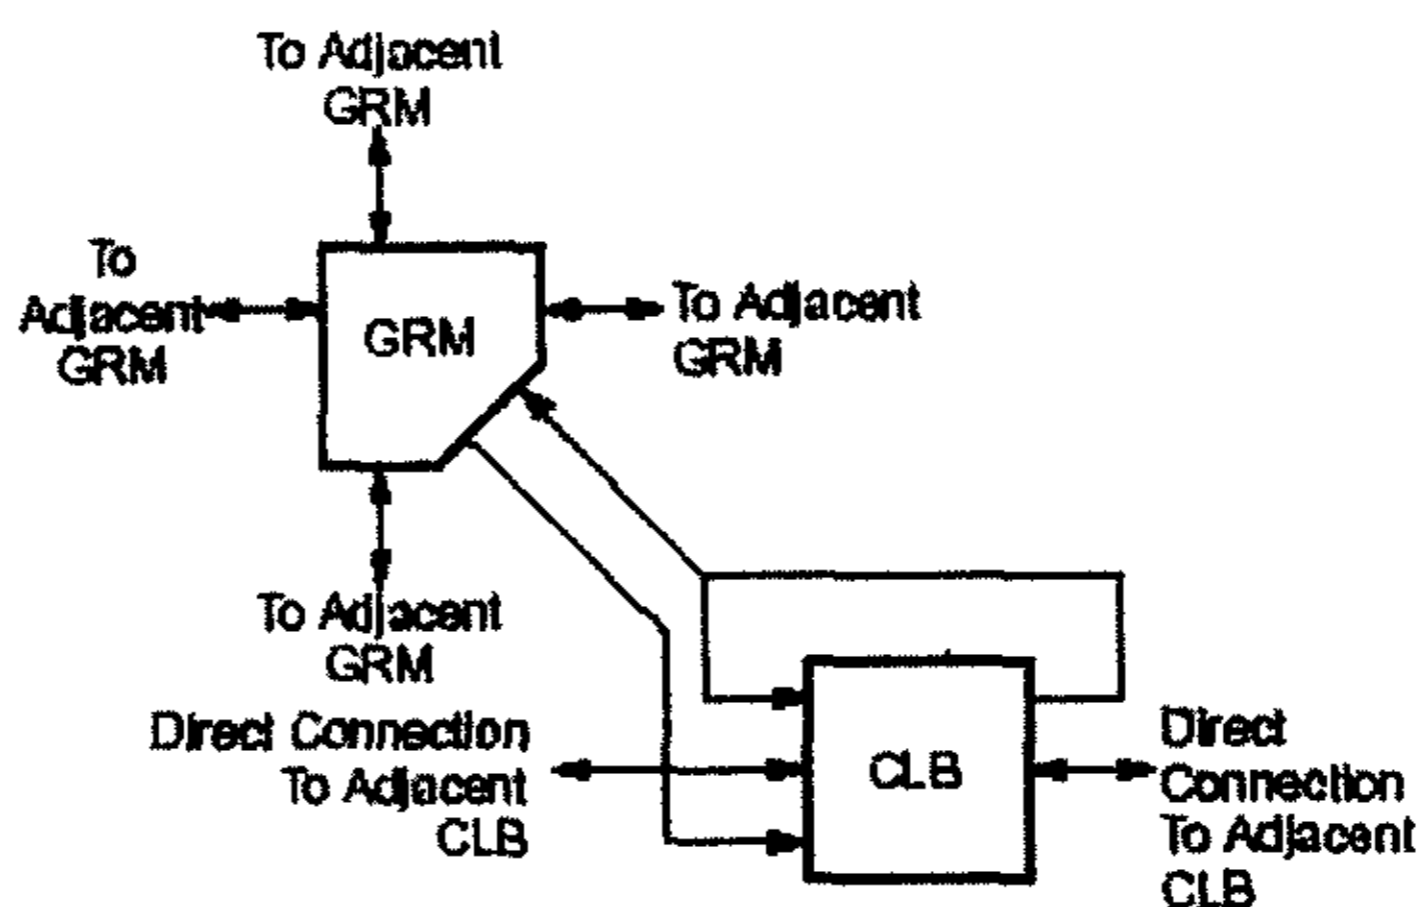 To Adjacent
GRM
To
Adjacent
GRM
GRM
To Adjacent
GRM
To Adjacent
GRM
Direct Connection
To Adjacent
CLB
CLB
Direct
Connection
To Adjacent
CLB